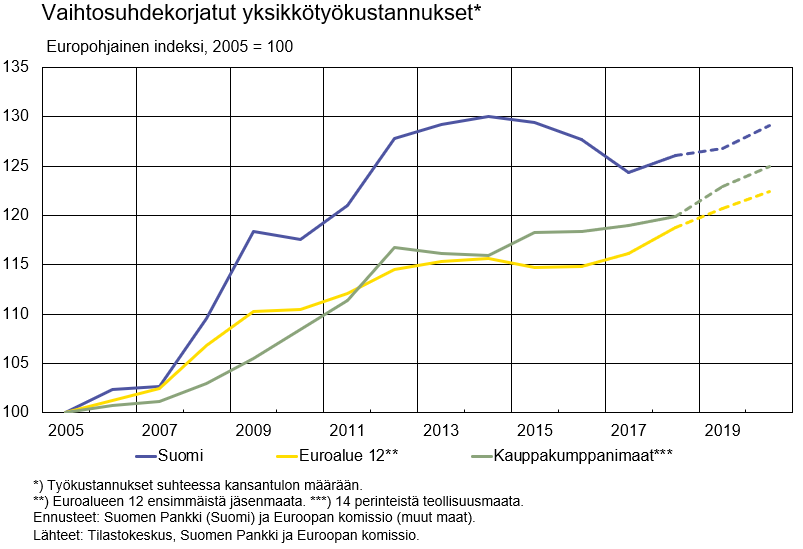 Vaihtosuhdekorjatut yksikkötyökustannukset*
Europohjainen indeksi, 2005 = 100
135
130
125
120
115
110
105
100
2005 2007 2009 2011 2013 2015 2017 2019
Suomi Euroalue 12** Kauppakumppanimaat***
*) Työkustannukset suhteessa kansantulon määrään.
**) Euroalueen 12 ensimmäistä jäsenmaata. ***) 14 perinteistä teollisuusmaata.
Ennusteet: Suomen Pankki (Suomi) ja Euroopan komissio (muut maat).
Lähteet: Tilastokeskus, Suomen Pankki ja Euroopan komissio.